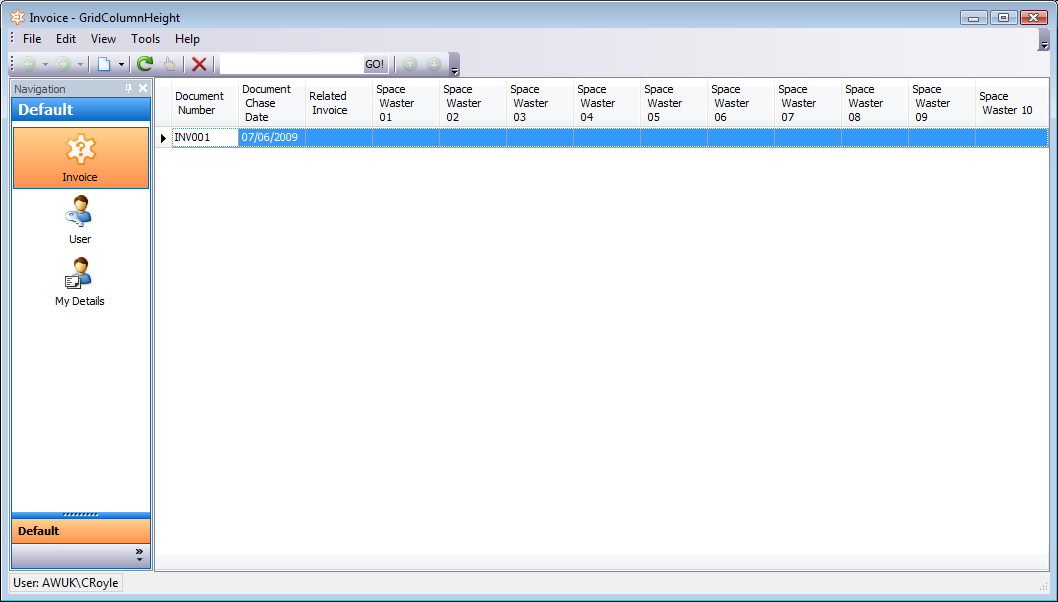 Invoice - GridColumnHeight
File Edit View Tools Help
GO!
Navigation
Default
Invoice
User
My Details
Default
Document Number
Document Chase Date
Related Invoice
Space Waster 01
Space Waster 02
Space Waster 03
Space Waster 04
Space Waster 05
Space Waster 06
Space Waster 07
Space Waster 08
Space Waster 09
Space Waster 10
INV001 07/06/2009
User: AWUK\CRoyle